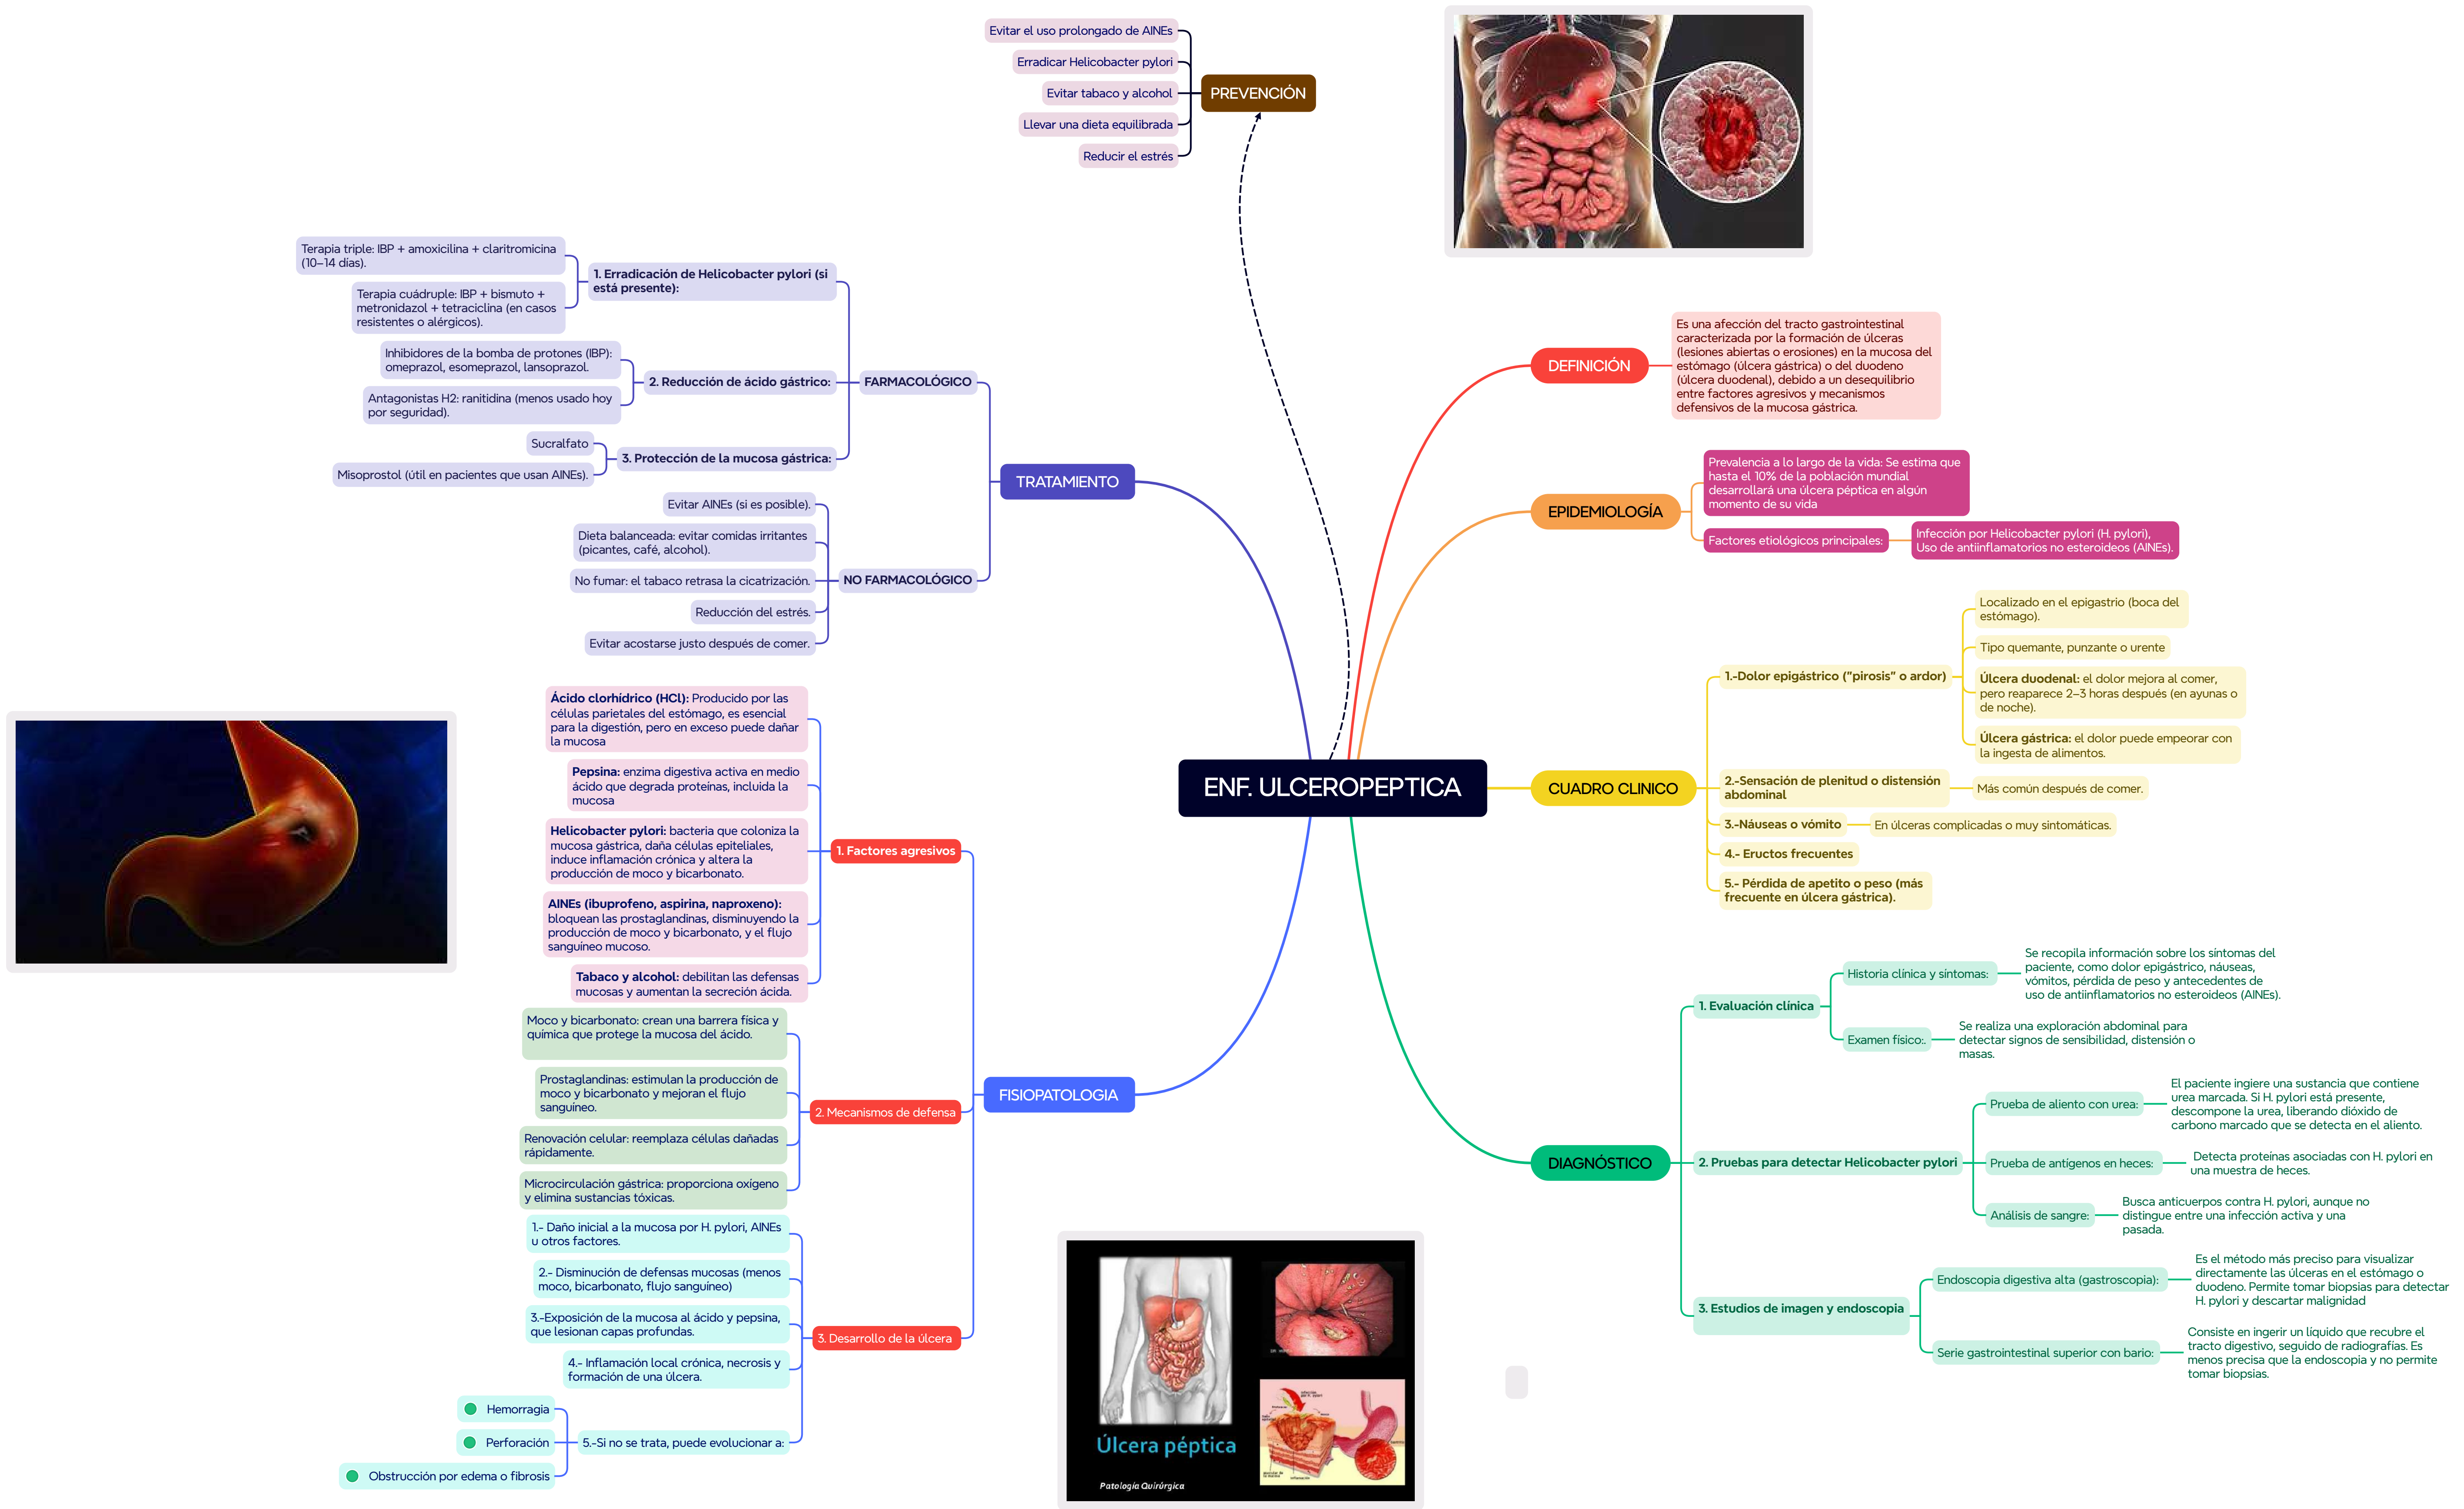 Evitar el uso prolongado de AINEs
Erradicar Helicobacter pylori
Evitar tabaco y alcohol
Llevar una dieta equilibrada
Reducir el estrés
PREVENCIÓN
Terapia triple: IBP + amoxicilina + claritromicina
(10–14 días).
Terapia cuádruple: IBP + bismuto +
metronidazol + tetraciclina (en casos
resistentes o alérgicos).
1. Erradicación de Helicobacter pylori (si
está presente):
Inhibidores de la bomba de protones (IBP):
omeprazol, esomeprazol, lansoprazol.
Antagonistas H2: ranitidina (menos usado hoy
por seguridad).
2. Reducción de ácido gástrico:
Sucralfato
Misoprostol (útil en pacientes que usan AINEs).
3. Protección de la mucosa gástrica:
FARMACOLÓGICO
Evitar AINEs (si es posible).
Dieta balanceada: evitar comidas irritantes
(picantes, café, alcohol).
No fumar: el tabaco retrasa la cicatrización.
Reducción del estrés.
Evitar acostarse justo después de comer.
NO FARMACOLÓGICO
TRATAMIENTO
Ácido clorhídrico (HCl): Producido por las
células parietales del estómago, es esencial
para la digestión, pero en exceso puede dañar
la mucosa
Pepsina: enzima digestiva activa en medio
ácido que degrada proteínas, incluida la
mucosa
Helicobacter pylori: bacteria que coloniza la
mucosa gástrica, daña células epiteliales,
induce inflamación crónica y altera la
producción de moco y bicarbonato.
AINEs (ibuprofeno, aspirina, naproxeno):
bloquean las prostaglandinas, disminuyendo la
producción de moco y bicarbonato, y el flujo
sanguíneo mucoso.
Tabaco y alcohol: debilitan las defensas
mucosas y aumentan la secreción ácida.
1. Factores agresivos
Moco y bicarbonato: crean una barrera física y
química que protege la mucosa del ácido.
Prostaglandinas: estimulan la producción de
moco y bicarbonato y mejoran el flujo
sanguíneo.
Renovación celular: reemplaza células dañadas
rápidamente.
Microcirculación gástrica: proporciona oxígeno
y elimina sustancias tóxicas.
2. Mecanismos de defensa
1.- Daño inicial a la mucosa por H. pylori, AINEs
u otros factores.
2.- Disminución de defensas mucosas (menos
moco, bicarbonato, flujo sanguíneo)
3.-Exposición de la mucosa al ácido y pepsina,
que lesionan capas profundas.
4.- Inflamación local crónica, necrosis y
formación de una úlcera.
Hemorragia
Perforación
Obstrucción por edema o fibrosis
5.-Si no se trata, puede evolucionar a:
3. Desarrollo de la úlcera
FISIOPATOLOGIA
ENF. ULCEROPEPTICA
DEFINICIÓN
Es una afección del tracto gastrointestinal
caracterizada por la formación de úlceras
(lesiones abiertas o erosiones) en la mucosa del
estómago (úlcera gástrica) o del duodeno
(úlcera duodenal), debido a un desequilibrio
entre factores agresivos y mecanismos
defensivos de la mucosa gástrica.
EPIDEMIOLOGÍA
Prevalencia a lo largo de la vida: Se estima que
hasta el 10% de la población mundial
desarrollará una úlcera péptica en algún
momento de su vida
Factores etiológicos principales:
Infección por Helicobacter pylori (H. pylori),
Uso de antiinflamatorios no esteroideos (AINEs).
CUADRO CLINICO
1.-Dolor epigástrico ("pirosis" o ardor)
Localizado en el epigastrio (boca del
estómago).
Tipo quemante, punzante o urente
Úlcera duodenal: el dolor mejora al comer,
pero reaparece 2–3 horas después (en ayunas o
de noche).
Úlcera gástrica: el dolor puede empeorar con
la ingesta de alimentos.
2.-Sensación de plenitud o distensión
abdominal
Más común después de comer.
3.-Náuseas o vómito
En úlceras complicadas o muy sintomáticas.
4.- Eructos frecuentes
5.- Pérdida de apetito o peso (más
frecuente en úlcera gástrica).
DIAGNÓSTICO
1. Evaluación clínica
Historia clínica y síntomas:
Se recopila información sobre los síntomas del
paciente, como dolor epigástrico, náuseas,
vómitos, pérdida de peso y antecedentes de
uso de antiinflamatorios no esteroideos (AINEs).
Examen físico:.
Se realiza una exploración abdominal para
detectar signos de sensibilidad, distensión o
masas.
2. Pruebas para detectar Helicobacter pylori
Prueba de aliento con urea:
El paciente ingiere una sustancia que contiene
urea marcada. Si H. pylori está presente,
descompone la urea, liberando dióxido de
carbono marcado que se detecta en el aliento.
Prueba de antígenos en heces:
Detecta proteínas asociadas con H. pylori en
una muestra de heces.
Análisis de sangre:
Busca anticuerpos contra H. pylori, aunque no
distingue entre una infección activa y una
pasada.
3. Estudios de imagen y endoscopia
Endoscopia digestiva alta (gastroscopia):
Es el método más preciso para visualizar
directamente las úlceras en el estómago o
duodeno. Permite tomar biopsias para detectar
H. pylori y descartar malignidad
Serie gastrointestinal superior con bario:
Consiste en ingerir un líquido que recubre el
tracto digestivo, seguido de radiografías. Es
menos precisa que la endoscopia y no permite
tomar biopsias.
Úlcera péptica
Patología Quirúrgica